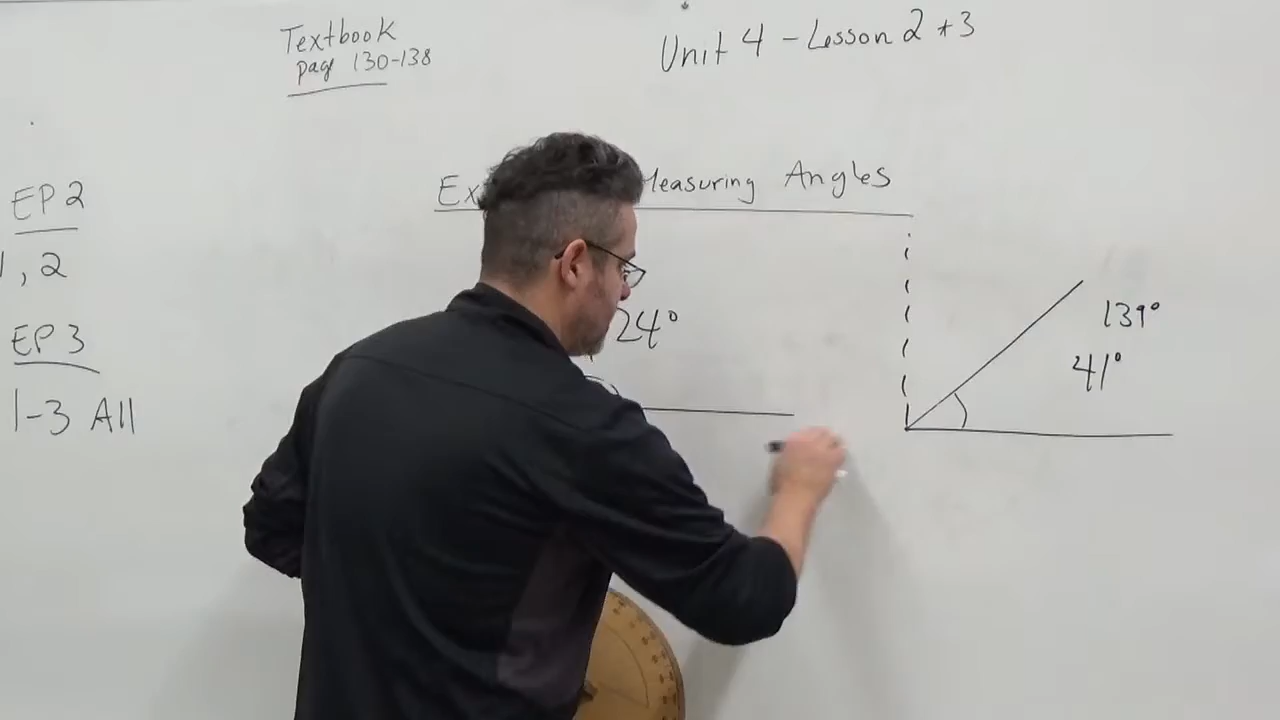 Textbook
page 130-138
Unit 4 - Lesson 2 + 3
Measuring Angles
EP 2
1, 2
EP 3
1-3 All
24°
139°
41°